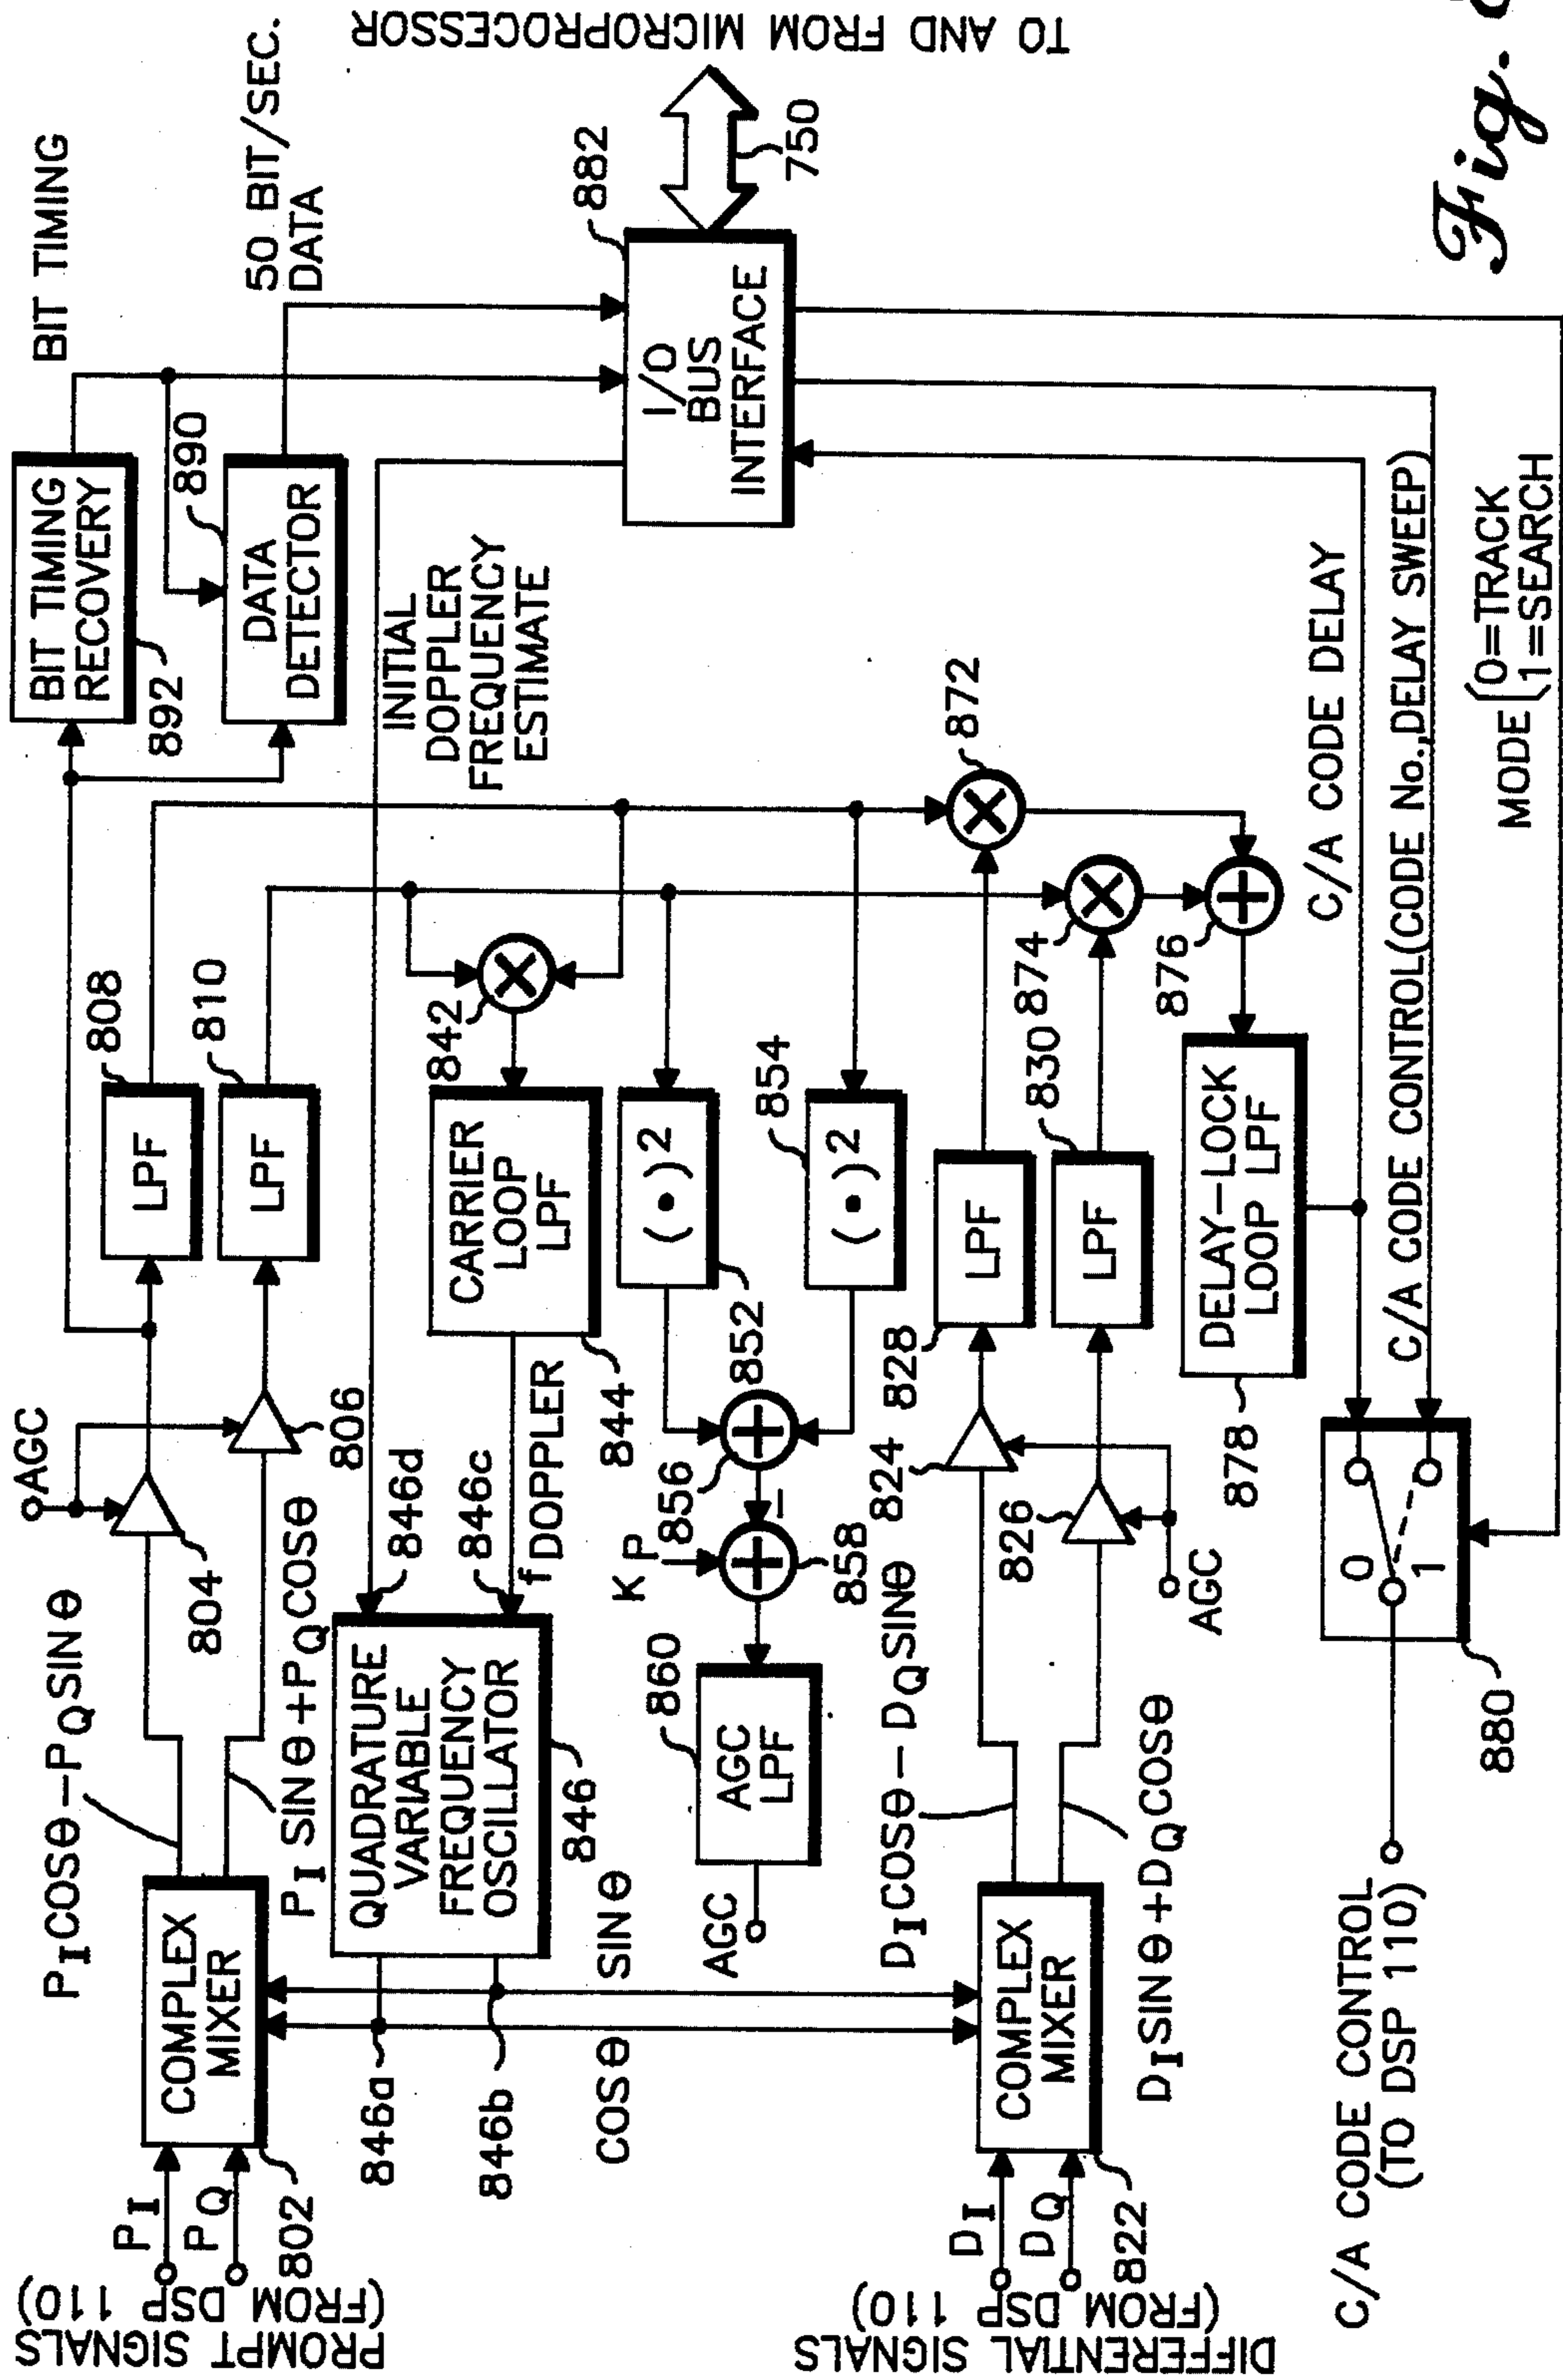 PROMPT SIGNALS
(FROM DSP 110)
P_I
P_Q
802
COMPLEX
MIXER
P_I COSθ – P_Q SINθ
P_I SINθ + P_Q COSθ
AGC
804
806
LPF
808
LPF
810
BIT TIMING
RECOVERY
892
BIT TIMING
DATA
DETECTOR
890
50 BIT/SEC.
DATA
846a
846b
COSθ
SINθ
QUADRATURE
VARIABLE
FREQUENCY
OSCILLATOR
846
846d
846c
f DOPPLER
INITIAL
DOPPLER
FREQUENCY
ESTIMATE
CARRIER
LOOP
LPF
844
842
(•)2
852
(•)2
854
856
–
K P
858
AGC
LPF
860
AGC
I/O
BUS
INTERFACE
882
750
TO AND FROM MICROPROCESSOR
DIFFERENTIAL SIGNALS
(FROM DSP 110)
D_I
D_Q
822
COMPLEX
MIXER
D_I COSθ – D_Q SINθ
D_I SINθ + D_Q COSθ
824
826
AGC
LPF
828
LPF
830
872
874
876
DELAY–LOCK
LOOP LPF
878
C/A CODE DELAY
C/A CODE CONTROL(CODE No.,DELAY SWEEP)
MODE (0=TRACK
1=SEARCH
0
1
880
C/A CODE CONTROL
(TO DSP 110)
Fig.